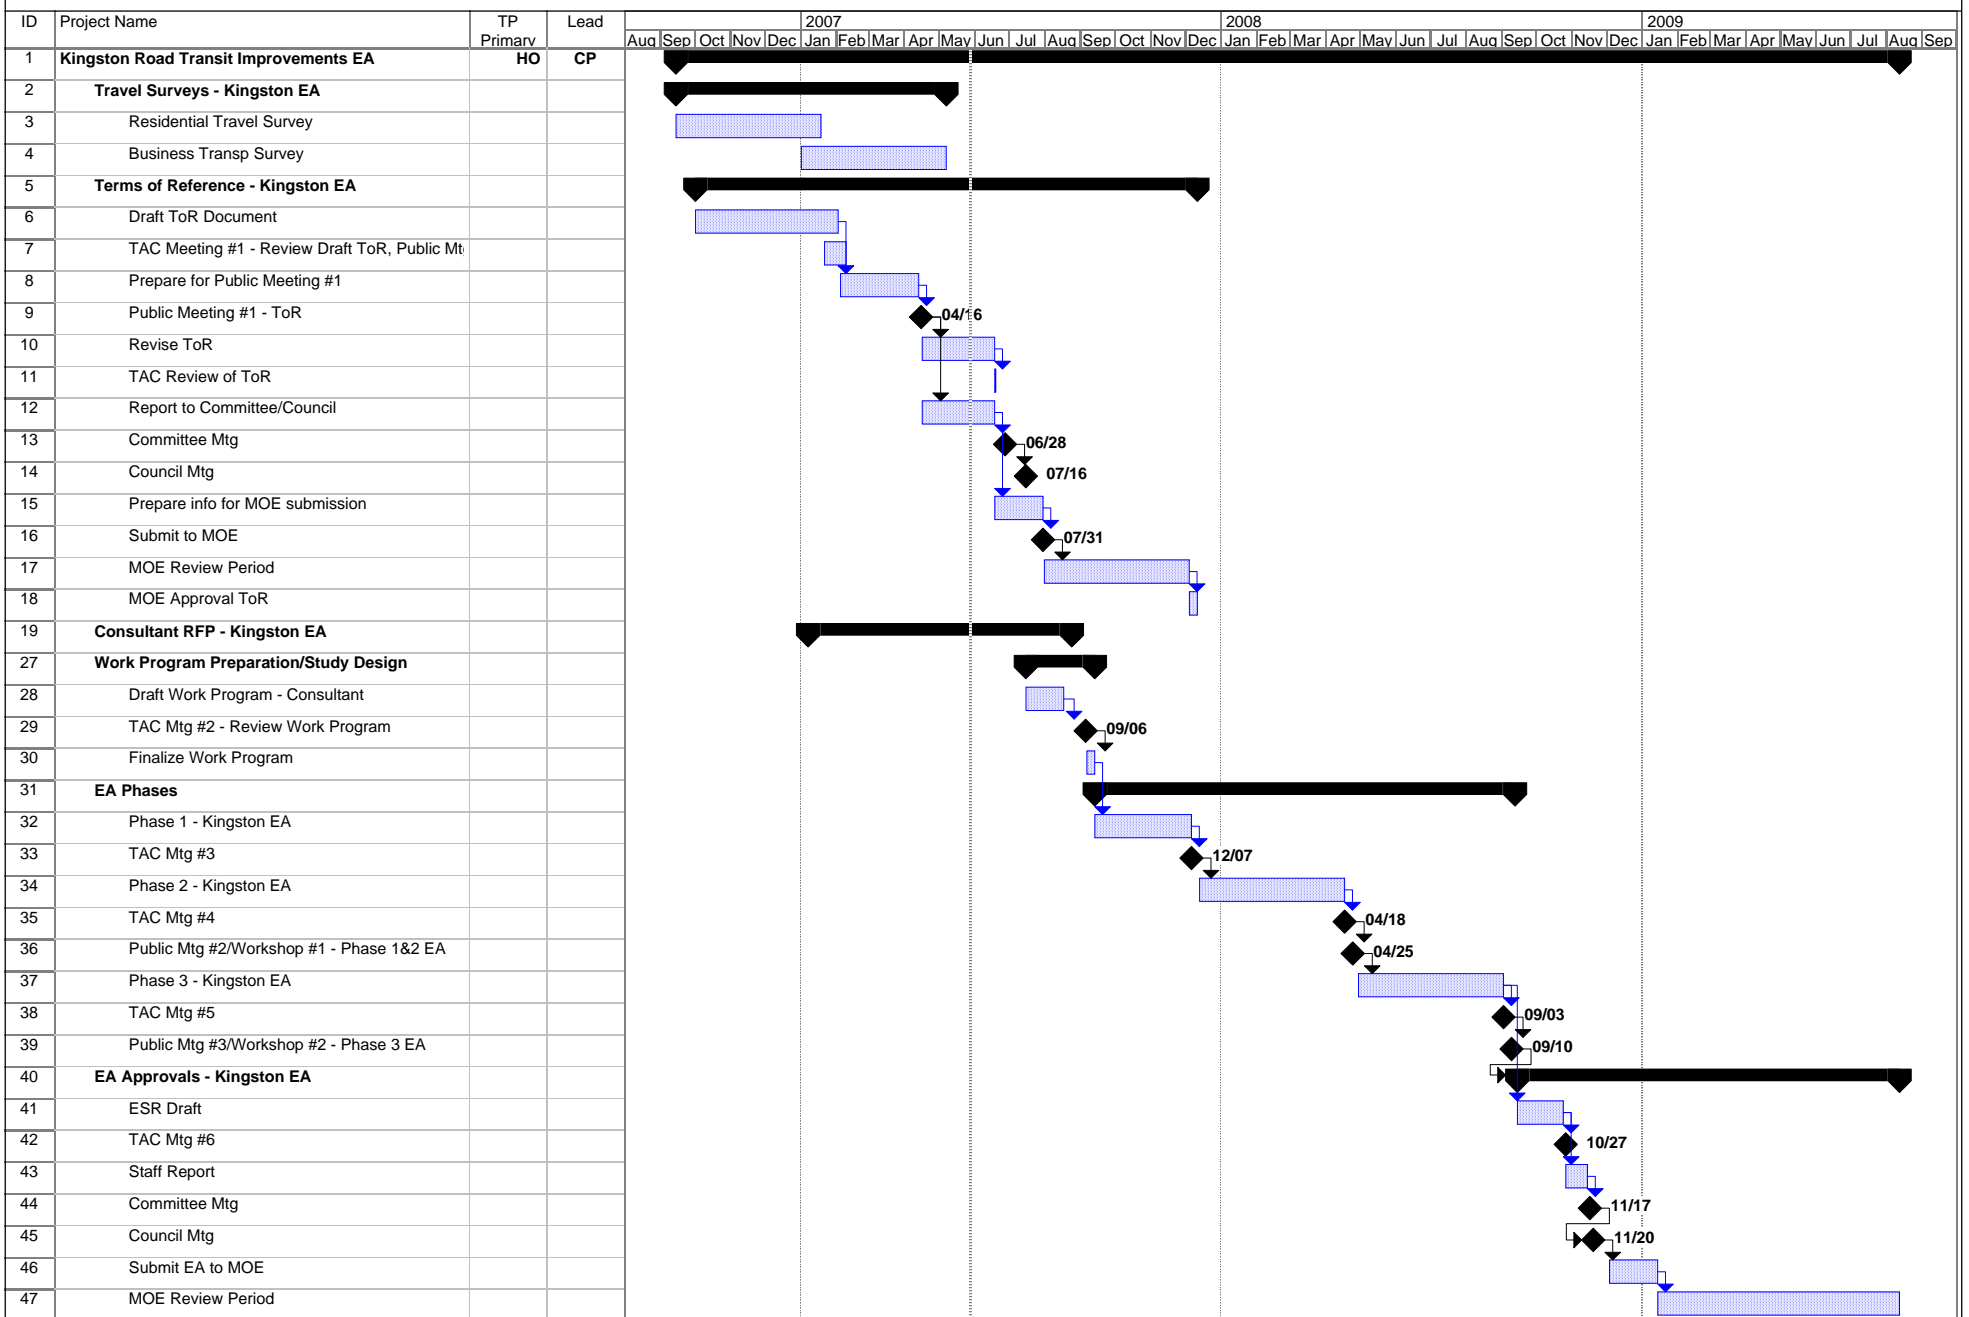 ID Project Name TP Primary Lead 2007 2008 2009
Aug Sep Oct Nov Dec Jan Feb Mar Apr May Jun Jul Aug Sep Oct Nov Dec Jan Feb Mar Apr May Jun Jul Aug Sep Oct Nov Dec Jan Feb Mar Apr May Jun Jul Aug Sep
1 Kingston Road Transit Improvements EA HO CP
2 Travel Surveys - Kingston EA
3 Residential Travel Survey
4 Business Transp Survey
5 Terms of Reference - Kingston EA
6 Draft ToR Document
7 TAC Meeting #1 - Review Draft ToR, Public Mt
8 Prepare for Public Meeting #1
9 Public Meeting #1 - ToR 04/16
10 Revise ToR
11 TAC Review of ToR
12 Report to Committee/Council
13 Committee Mtg 06/28
14 Council Mtg 07/16
15 Prepare info for MOE submission
16 Submit to MOE 07/31
17 MOE Review Period
18 MOE Approval ToR
19 Consultant RFP - Kingston EA
27 Work Program Preparation/Study Design
28 Draft Work Program - Consultant
29 TAC Mtg #2 - Review Work Program 09/06
30 Finalize Work Program
31 EA Phases
32 Phase 1 - Kingston EA
33 TAC Mtg #3 12/07
34 Phase 2 - Kingston EA
35 TAC Mtg #4 04/18
36 Public Mtg #2/Workshop #1 - Phase 1&2 EA 04/25
37 Phase 3 - Kingston EA
38 TAC Mtg #5 09/03
39 Public Mtg #3/Workshop #2 - Phase 3 EA 09/10
40 EA Approvals - Kingston EA
41 ESR Draft
42 TAC Mtg #6 10/27
43 Staff Report
44 Committee Mtg 11/17
45 Council Mtg 11/20
46 Submit EA to MOE
47 MOE Review Period